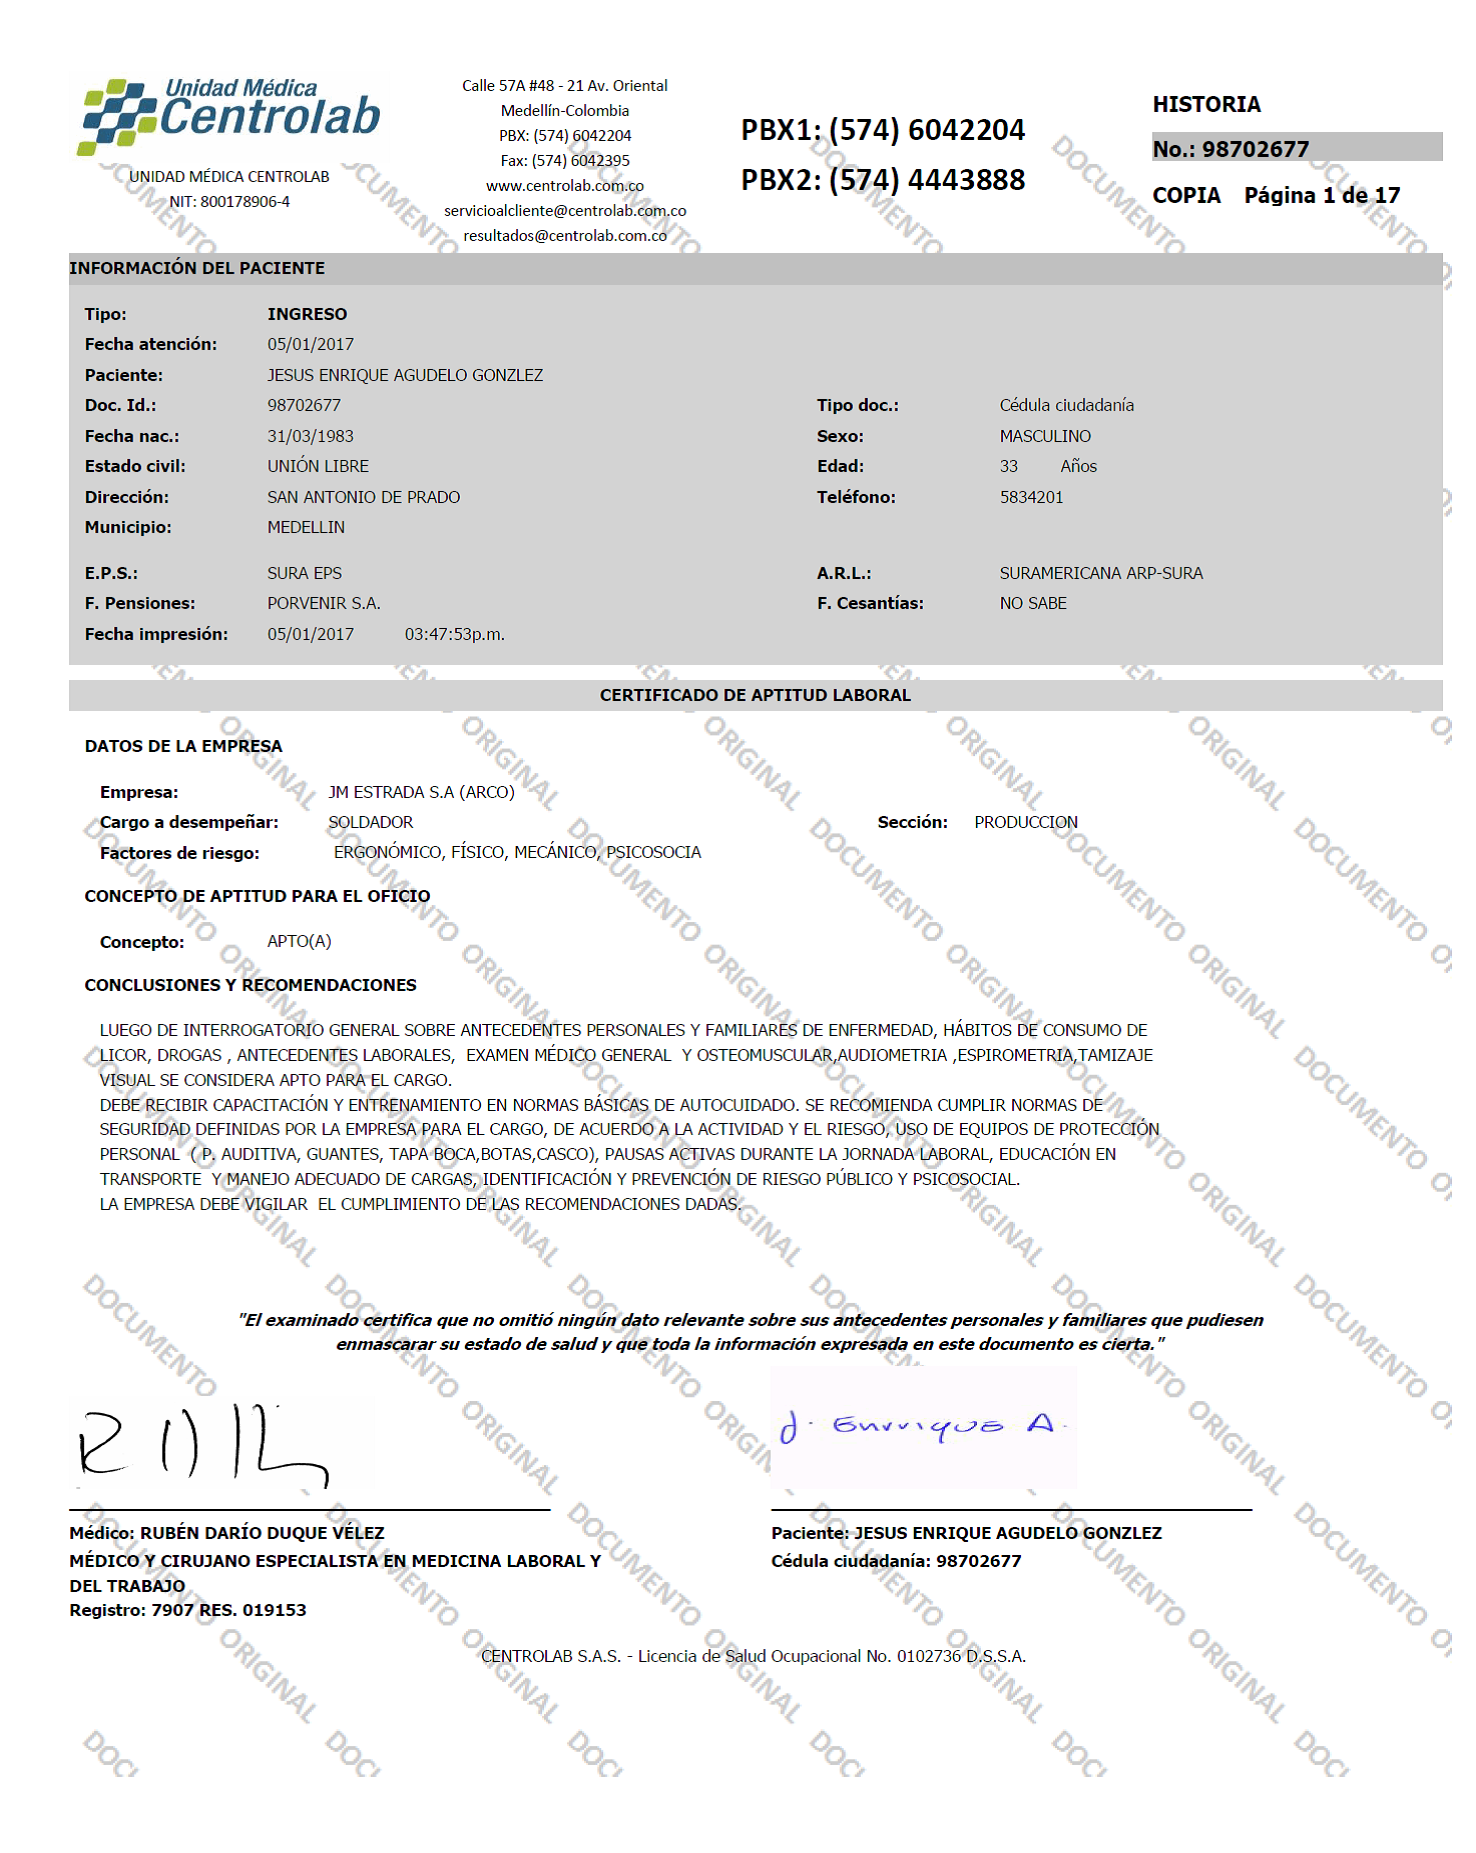 Unidad Médica
Centrolab
UNIDAD MÉDICA CENTROLAB
NIT: 800178906-4
Calle 57A #48 - 21 Av. Oriental
Medellín-Colombia
PBX: (574) 6042204
Fax: (574) 6042395
www.centrolab.com.co
servicioalcliente@centrolab.com.co
resultados@centrolab.com.co
PBX1: (574) 6042204
PBX2: (574) 4443888
HISTORIA
No.: 98702677
COPIA Página 1 de 17
INFORMACIÓN DEL PACIENTE
Tipo: INGRESO
Fecha atención: 05/01/2017
Paciente: JESUS ENRIQUE AGUDELO GONZLEZ
Doc. Id.: 98702677 Tipo doc.: Cédula ciudadanía
Fecha nac.: 31/03/1983 Sexo: MASCULINO
Estado civil: UNIÓN LIBRE Edad: 33 Años
Dirección: SAN ANTONIO DE PRADO Teléfono: 5834201
Municipio: MEDELLIN
E.P.S.: SURA EPS A.R.L.: SURAMERICANA ARP-SURA
F. Pensiones: PORVENIR S.A. F. Cesantías: NO SABE
Fecha impresión: 05/01/2017 03:47:53p.m.
CERTIFICADO DE APTITUD LABORAL
DATOS DE LA EMPRESA
Empresa: JM ESTRADA S.A (ARCO)
Cargo a desempeñar: SOLDADOR Sección: PRODUCCION
Factores de riesgo: ERGONÓMICO, FÍSICO, MECÁNICO, PSICOSOCIA
CONCEPTO DE APTITUD PARA EL OFICIO
Concepto: APTO(A)
CONCLUSIONES Y RECOMENDACIONES
LUEGO DE INTERROGATORIO GENERAL SOBRE ANTECEDENTES PERSONALES Y FAMILIARES DE ENFERMEDAD, HÁBITOS DE CONSUMO DE
LICOR, DROGAS , ANTECEDENTES LABORALES, EXAMEN MÉDICO GENERAL Y OSTEOMUSCULAR,AUDIOMETRIA ,ESPIROMETRIA,TAMIZAJE
VISUAL SE CONSIDERA APTO PARA EL CARGO.
DEBE RECIBIR CAPACITACIÓN Y ENTRENAMIENTO EN NORMAS BÁSICAS DE AUTOCUIDADO. SE RECOMIENDA CUMPLIR NORMAS DE
SEGURIDAD DEFINIDAS POR LA EMPRESA PARA EL CARGO, DE ACUERDO A LA ACTIVIDAD Y EL RIESGO, USO DE EQUIPOS DE PROTECCIÓN
PERSONAL ( P. AUDITIVA, GUANTES, TAPA BOCA,BOTAS,CASCO), PAUSAS ACTIVAS DURANTE LA JORNADA LABORAL, EDUCACIÓN EN
TRANSPORTE Y MANEJO ADECUADO DE CARGAS, IDENTIFICACIÓN Y PREVENCIÓN DE RIESGO PÚBLICO Y PSICOSOCIAL.
LA EMPRESA DEBE VIGILAR EL CUMPLIMIENTO DE LAS RECOMENDACIONES DADAS.
"El examinado certifica que no omitió ningún dato relevante sobre sus antecedentes personales y familiares que pudiesen
enmascarar su estado de salud y que toda la información expresada en este documento es cierta."
J. Enrrique A.
Médico: RUBÉN DARÍO DUQUE VÉLEZ
MÉDICO Y CIRUJANO ESPECIALISTA EN MEDICINA LABORAL Y
DEL TRABAJO
Registro: 7907 RES. 019153
Paciente: JESUS ENRIQUE AGUDELO GONZLEZ
Cédula ciudadanía: 98702677
CENTROLAB S.A.S. - Licencia de Salud Ocupacional No. 0102736 D.S.S.A.
DOCUMENTO ORIGINAL